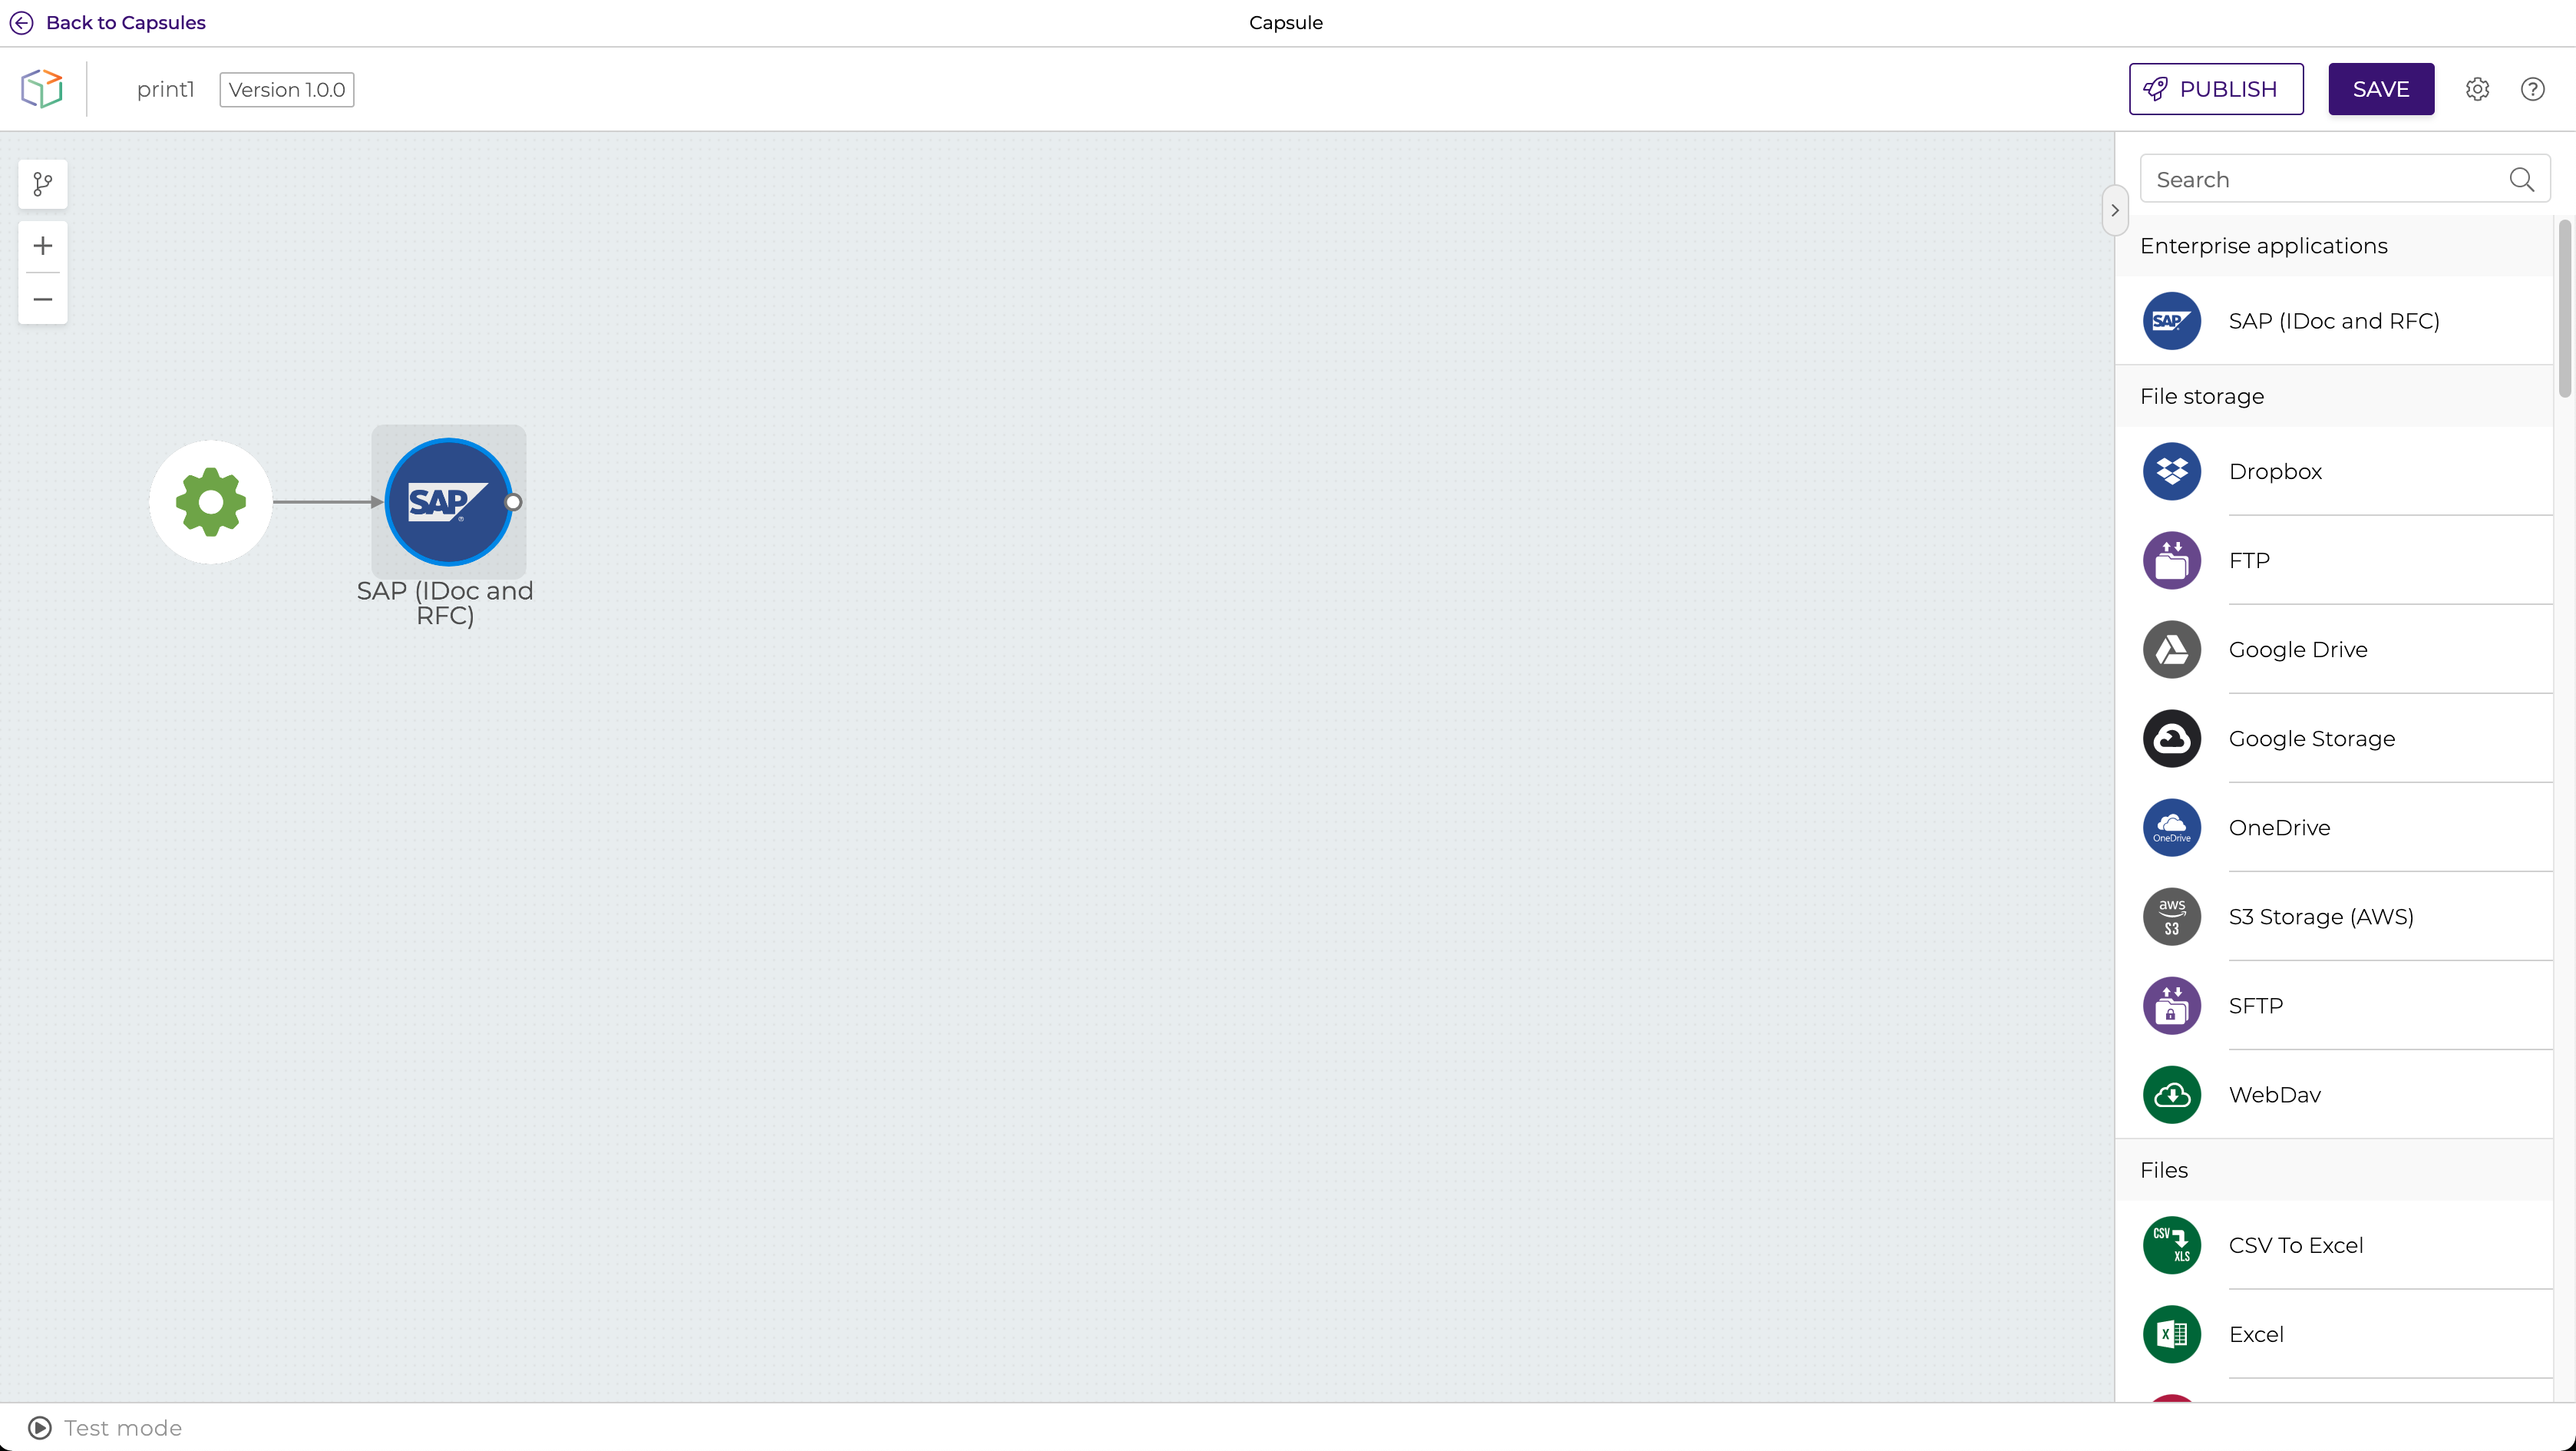 Back to Capsules
Capsule
print1
Version 1.0.0
PUBLISH
SAVE
?
Search
Enterprise applications
SAP
SAP (IDoc and RFC)
File storage
Dropbox
FTP
Google Drive
Google Storage
OneDrive
OneDrive
aws
S3
S3 Storage (AWS)
SFTP
WebDav
Files
CSV
XLS
CSV To Excel
X
Excel
SAP
®
SAP (IDoc and
RFC)
Test mode